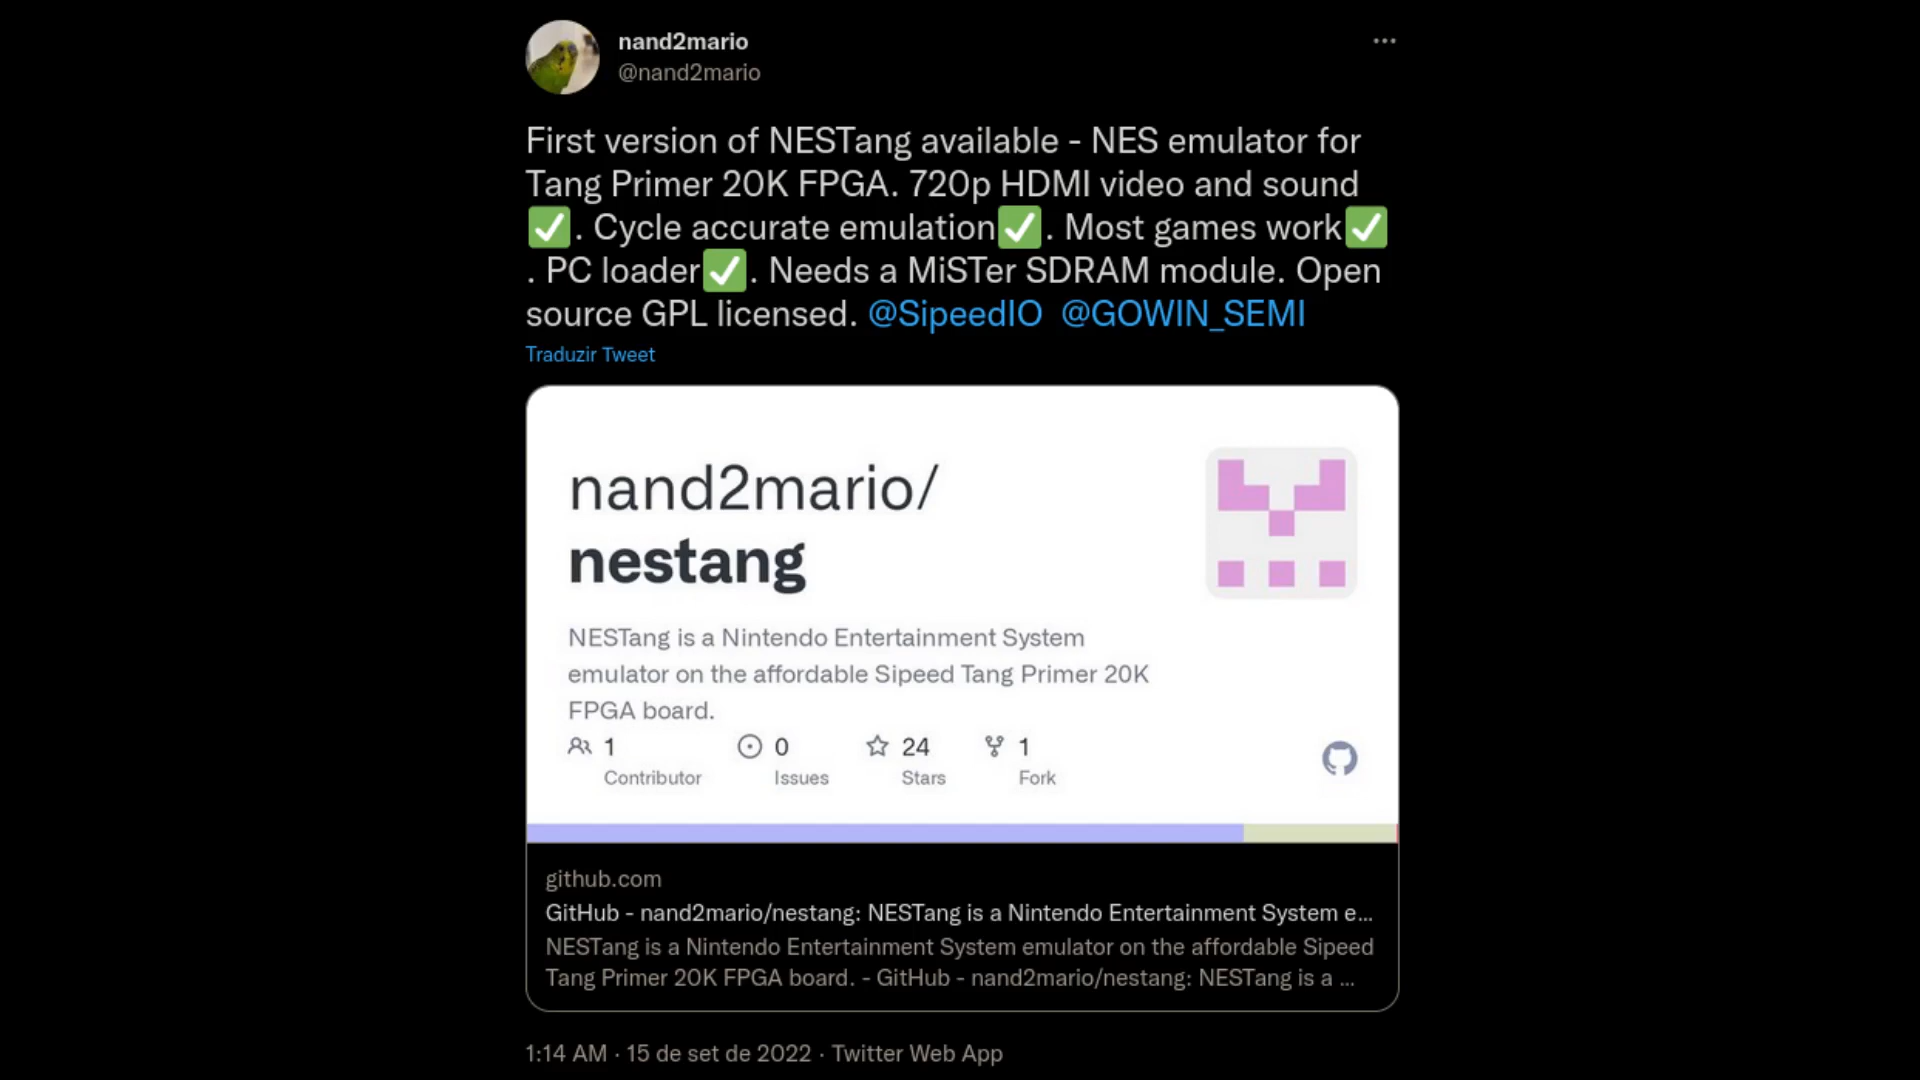 nand2mario
@nand2mario
First version of NESTang available - NES emulator for
Tang Primer 20K FPGA. 720p HDMI video and sound
✅. Cycle accurate emulation✅. Most games work✅
. PC loader✅. Needs a MiSTer SDRAM module. Open
source GPL licensed. @SipeedIO @GOWIN_SEMI
Traduzir Tweet
nand2mario/
nestang
NESTang is a Nintendo Entertainment System
emulator on the affordable Sipeed Tang Primer 20K
FPGA board.
1 0 24 1
Contributor Issues Stars Fork
github.com
GitHub - nand2mario/nestang: NESTang is a Nintendo Entertainment System e...
NESTang is a Nintendo Entertainment System emulator on the affordable Sipeed
Tang Primer 20K FPGA board. - GitHub - nand2mario/nestang: NESTang is a ...
1:14 AM · 15 de set de 2022 · Twitter Web App